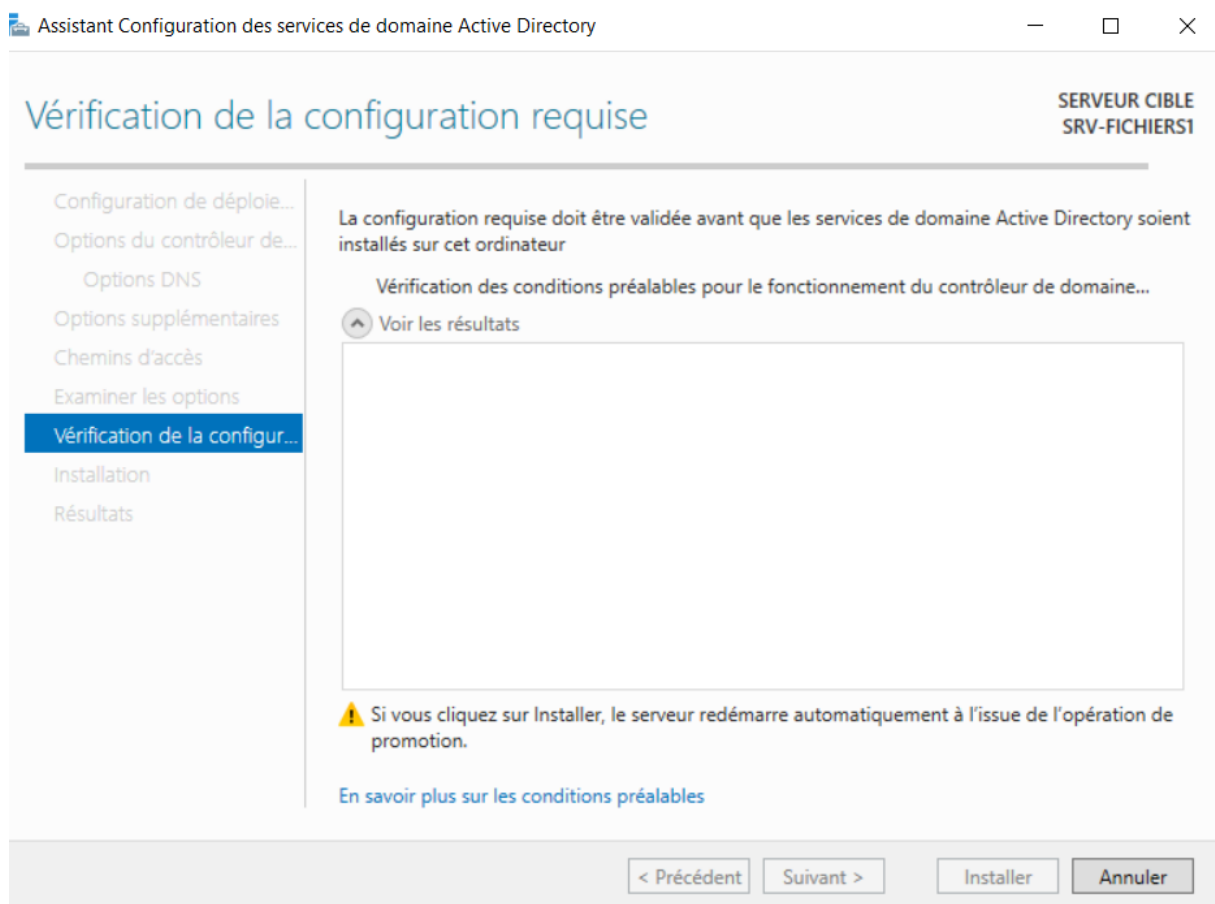 Assistant Configuration des services de domaine Active Directory
Vérification de la configuration requise
SERVEUR CIBLE
SRV-FICHIERS1
Configuration de déploie...
Options du contrôleur de...
Options DNS
Options supplémentaires
Chemins d'accès
Examiner les options
Vérification de la configur...
Installation
Résultats
La configuration requise doit être validée avant que les services de domaine Active Directory soient
installés sur cet ordinateur
Vérification des conditions préalables pour le fonctionnement du contrôleur de domaine...
Voir les résultats
Si vous cliquez sur Installer, le serveur redémarre automatiquement à l'issue de l'opération de
promotion.
En savoir plus sur les conditions préalables
< Précédent
Suivant >
Installer
Annuler